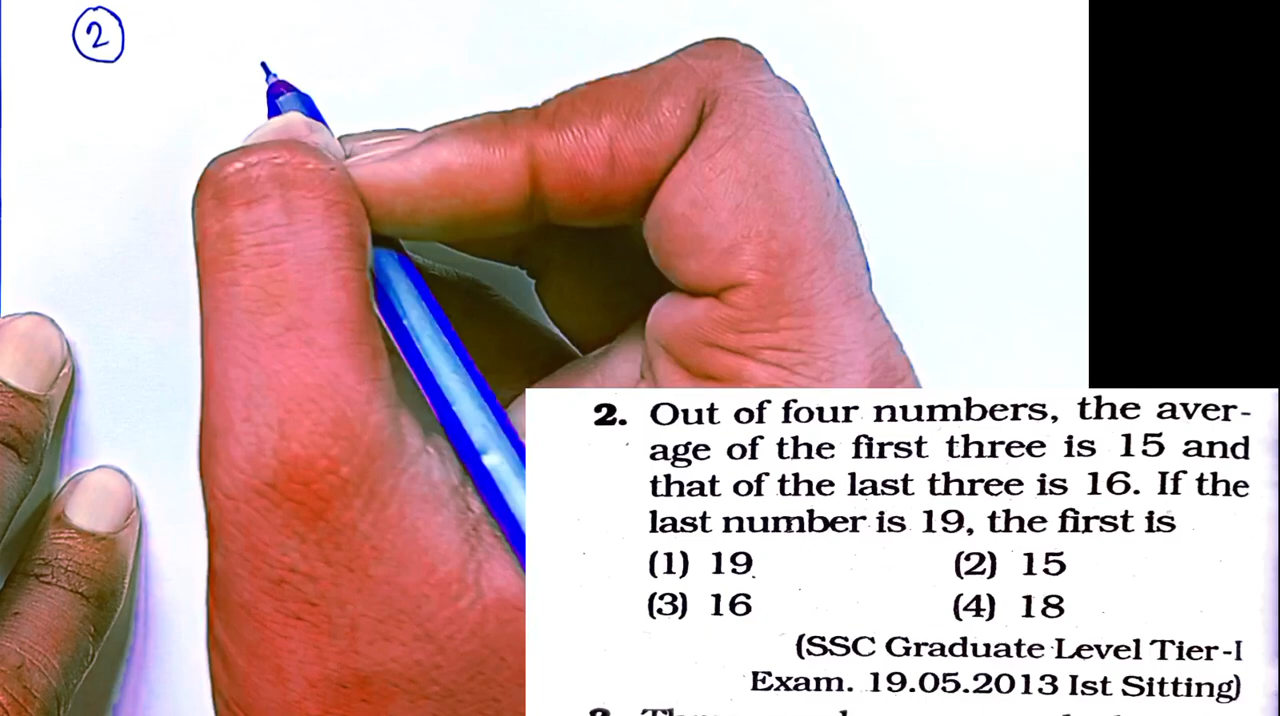 2
2. Out of four numbers, the aver-
age of the first three is 15 and
that of the last three is 16. If the
last number is 19, the first is
(1) 19 (2) 15
(3) 16 (4) 18
(SSC Graduate Level Tier-I
Exam. 19.05.2013 Ist Sitting)